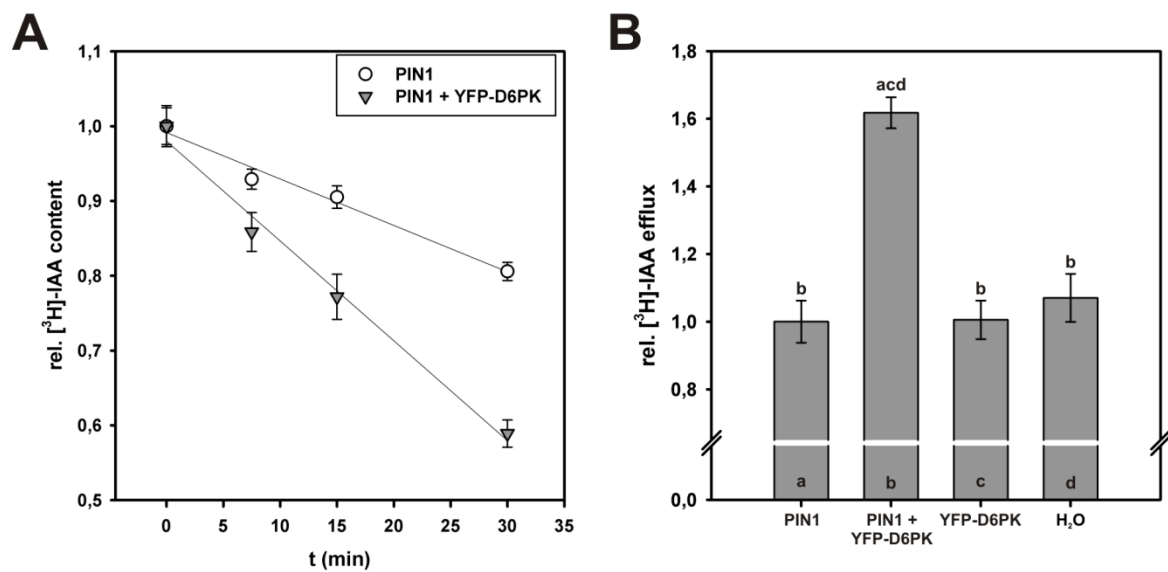 A
rel. [³H]-IAA content
1,1
1,0
0,9
0,8
0,7
0,6
0,5
PIN1
PIN1 + YFP-D6PK
0 5 10 15 20 25 30 35
t (min)
B
rel. [³H]-IAA efflux
1,8
1,6
1,4
1,2
1,0
0,8
0,0
b
acd
b
b
a
b
c
d
PIN1
PIN1 +
YFP-D6PK
YFP-D6PK
H₂O